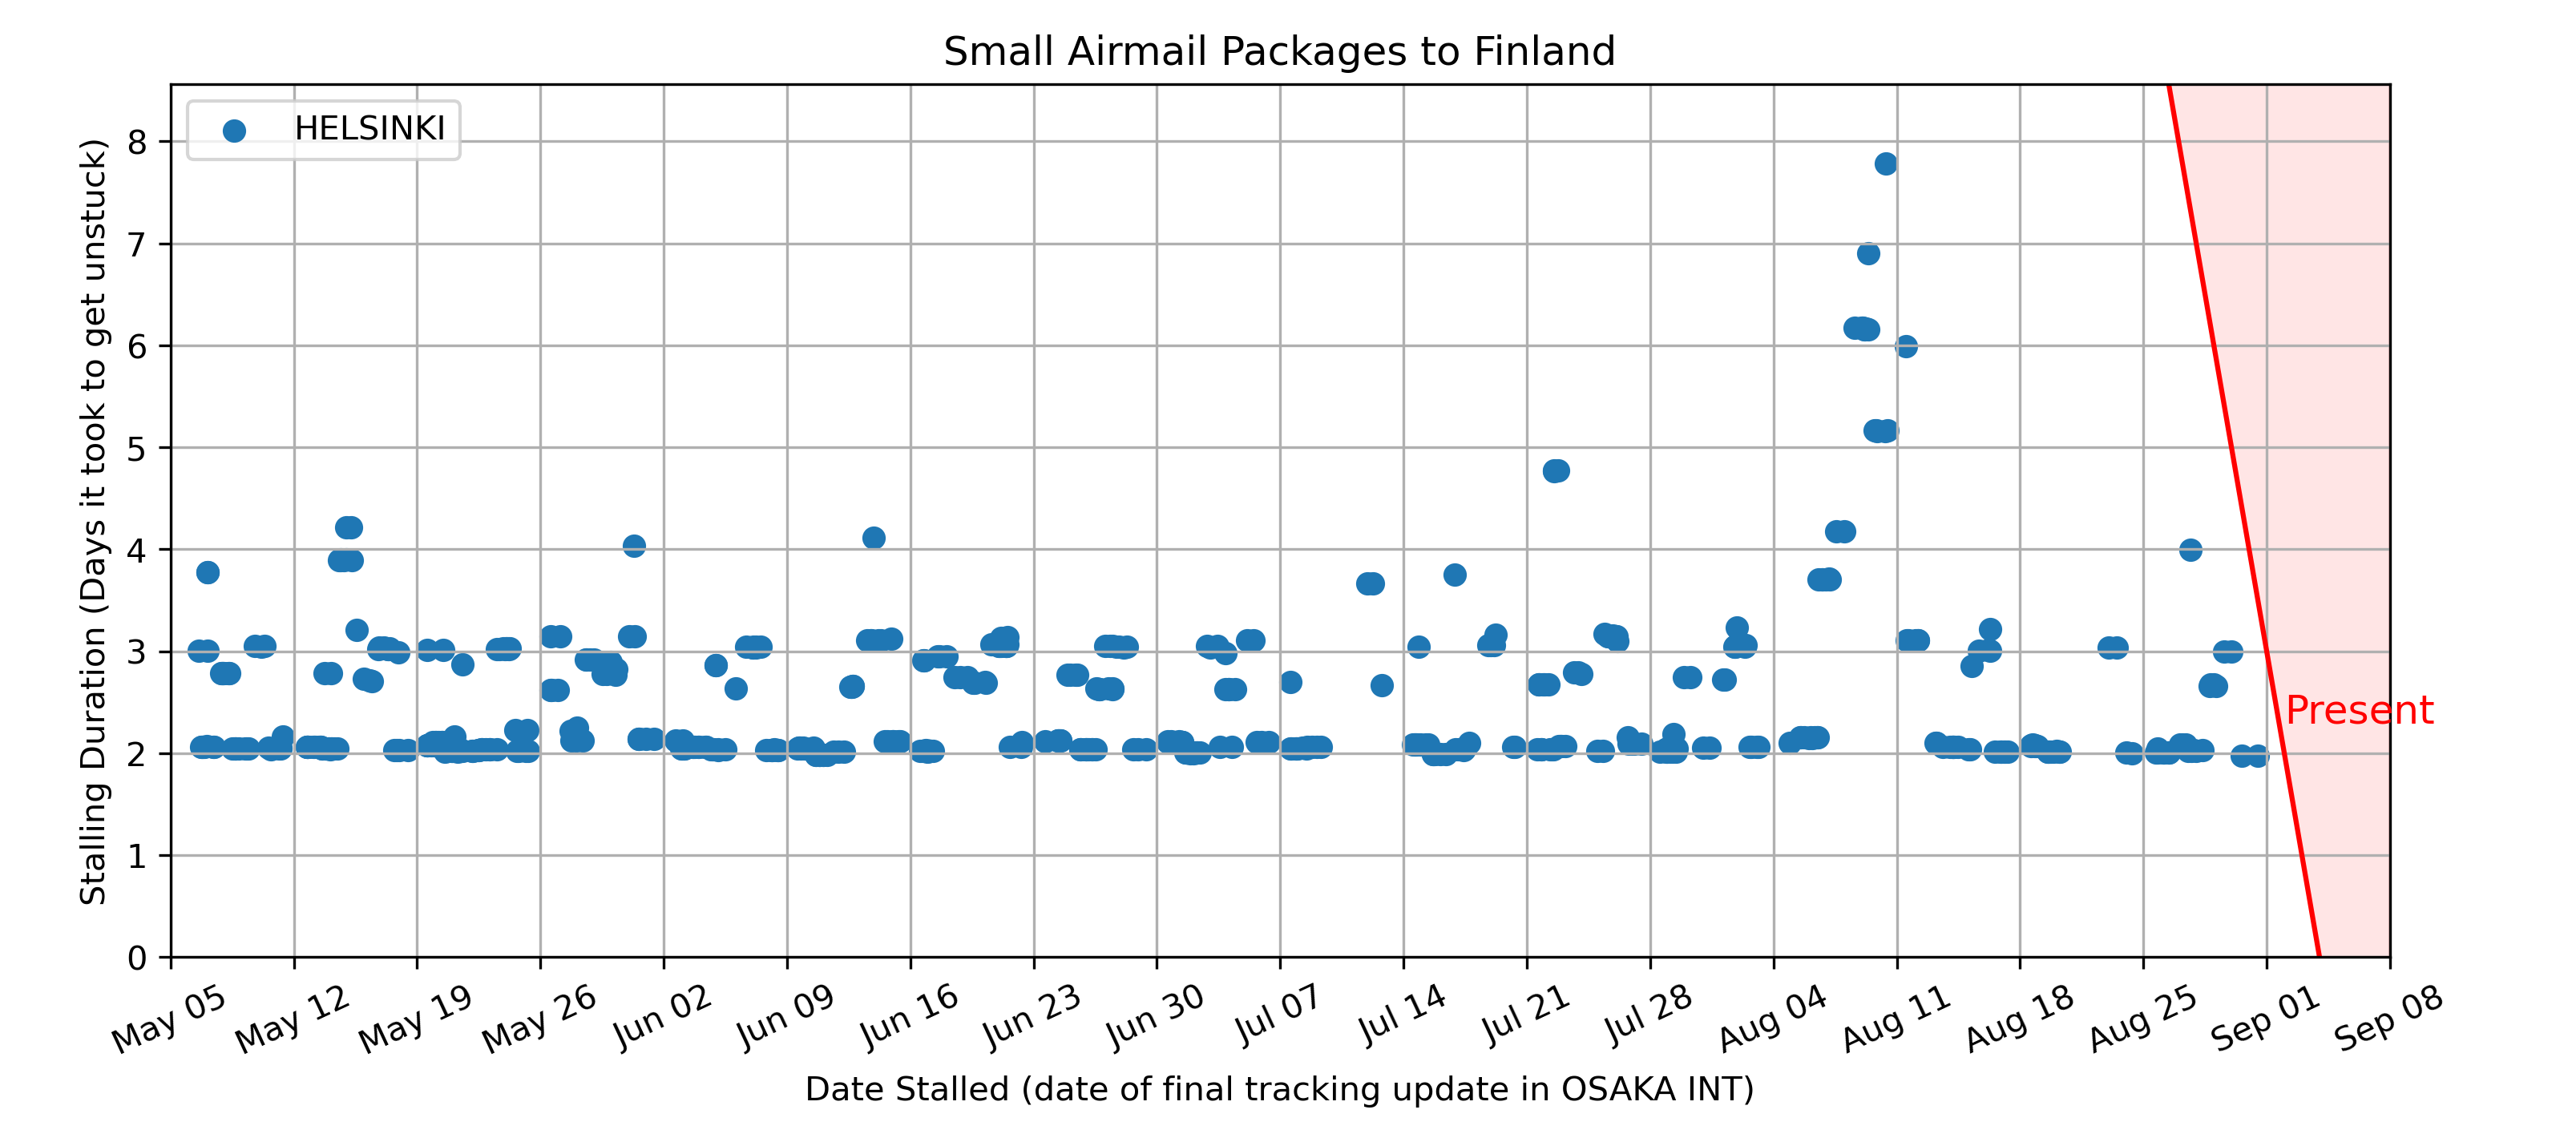 Small Airmail Packages to Finland
HELSINKI
Stalling Duration (Days it took to get unstuck)
8
7
6
5
4
3
2
1
0
Present
May 05
May 12
May 19
May 26
Jun 02
Jun 09
Jun 16
Jun 23
Jun 30
Jul 07
Jul 14
Jul 21
Jul 28
Aug 04
Aug 11
Aug 18
Aug 25
Sep 01
Sep 08
Date Stalled (date of final tracking update in OSAKA INT)